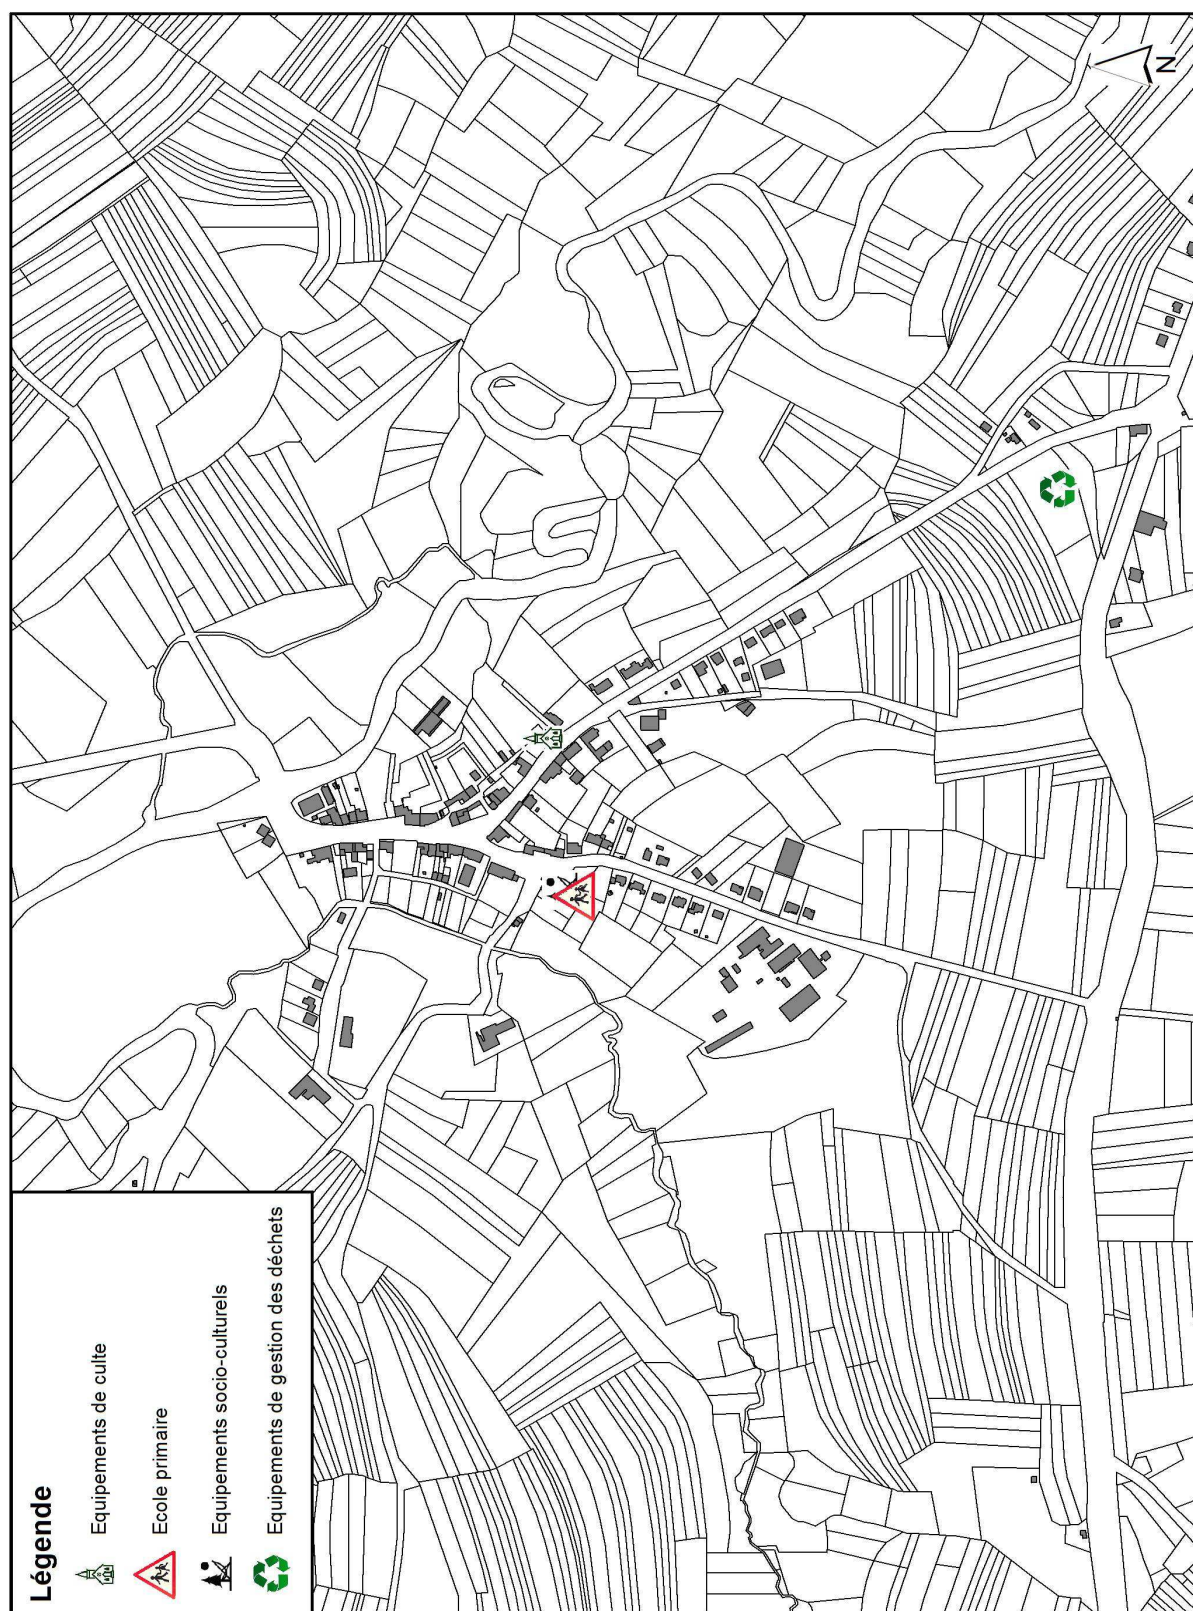 Légende
Equipements de culte
Ecole primaire
Equipements socio-culturels
Equipements de gestion des déchets
N